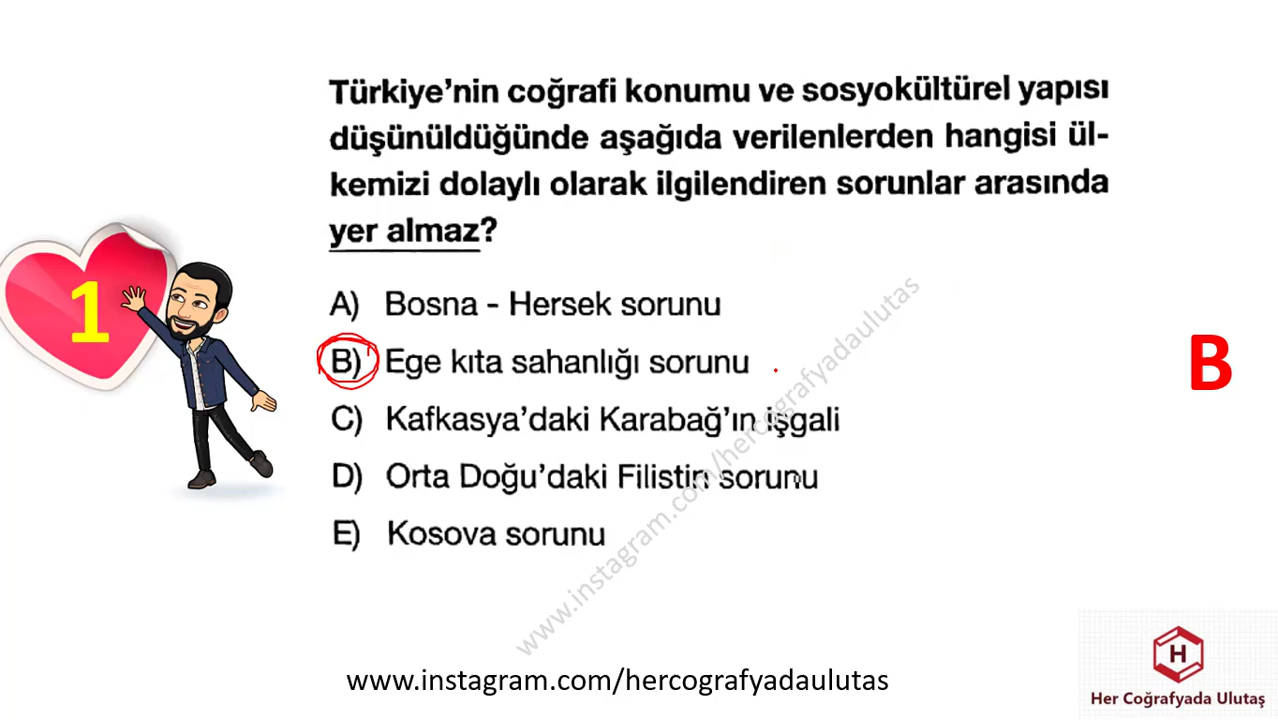 Türkiye'nin coğrafi konumu ve sosyokültürel yapısı
düşünüldüğünde aşağıda verilenlerden hangisi ül-
kemizi dolaylı olarak ilgilendiren sorunlar arasında
yer almaz?
1
A) Bosna - Hersek sorunu
B) Ege kıta sahanlığı sorunu
B
C) Kafkasya'daki Karabağ'ın işgali
D) Orta Doğu'daki Filistin sorunu
E) Kosova sorunu
www.instagram.com/hercografyadaulutas
www.instagram.com/hercografyadaulutas
H
Her Coğrafyada Ulutaş